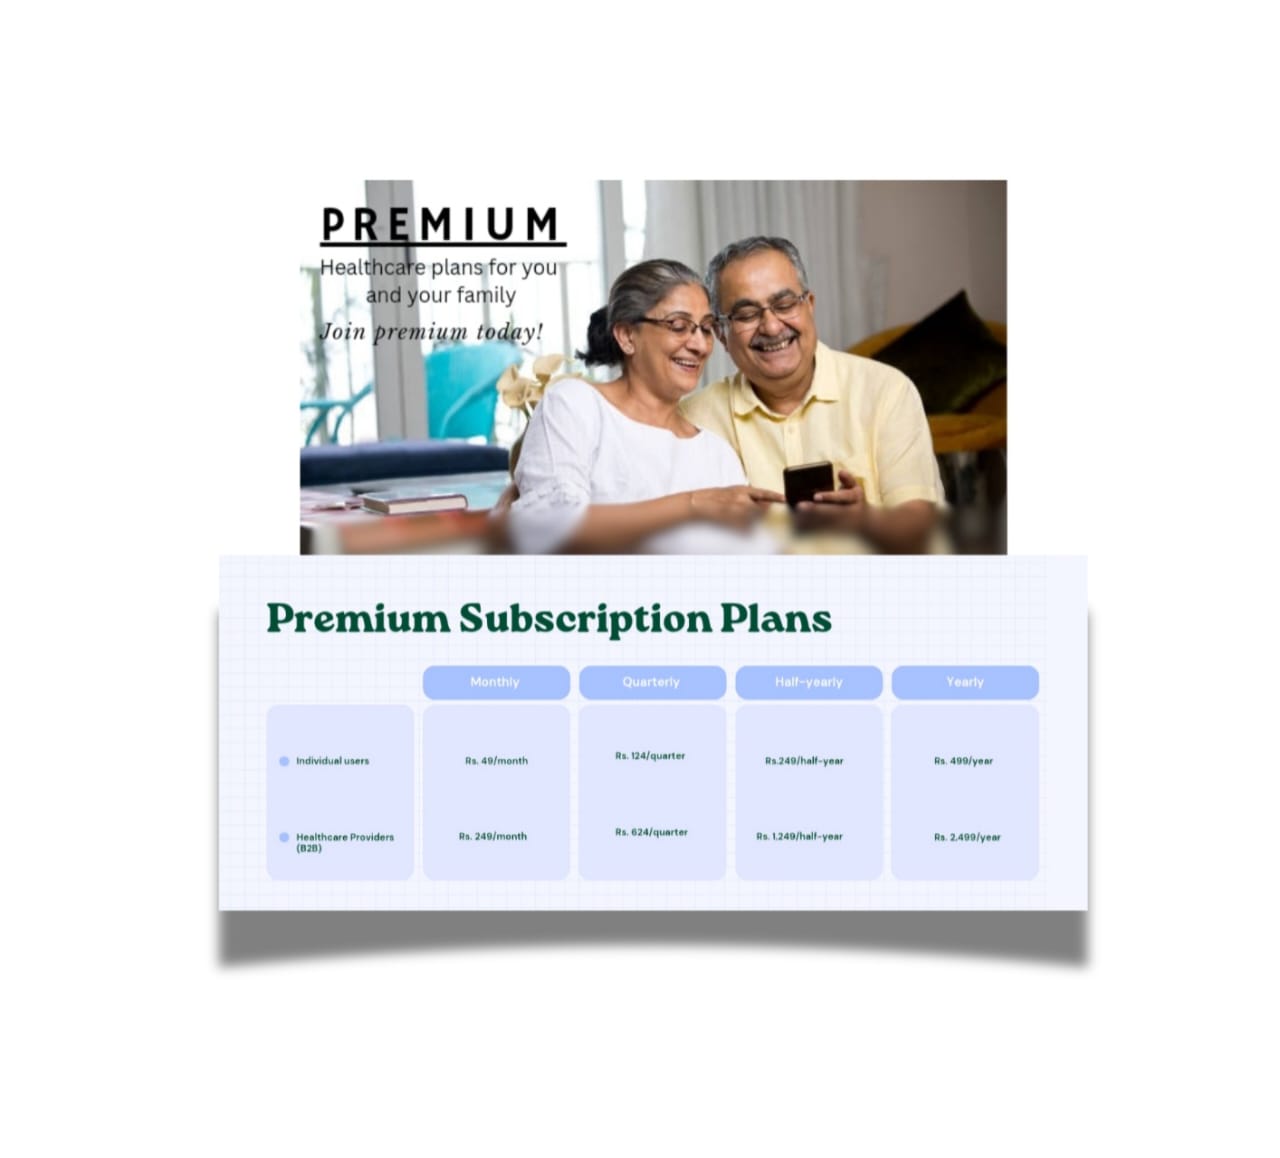 PREMIUM
Healthcare plans for you
and your family
Join premium today!
Premium Subscription Plans
Monthly Quarterly Half-yearly Yearly
Individual users Rs. 49/month Rs. 124/quarter Rs.249/half-year Rs. 499/year
Healthcare Providers Rs. 249/month Rs. 624/quarter Rs. 1,249/half-year Rs. 2,499/year
(B2B)